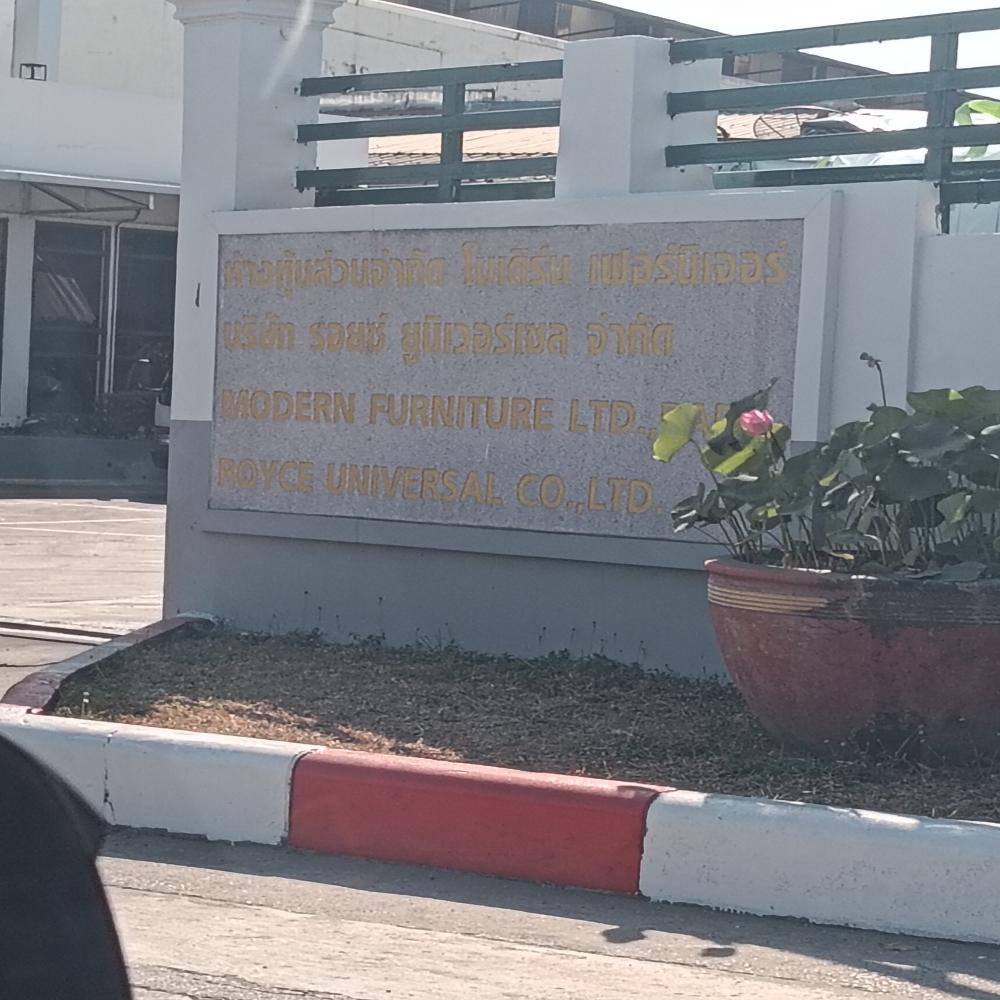 ห้างหุ้นส่วนจำกัด โมเดิร์น เฟอร์นิเจอร์
บริษัท รอยซ์ ยูนิเวอร์แซล จำกัด
MODERN FURNITURE LTD.,
ROYCE UNIVERSAL CO.,LTD.